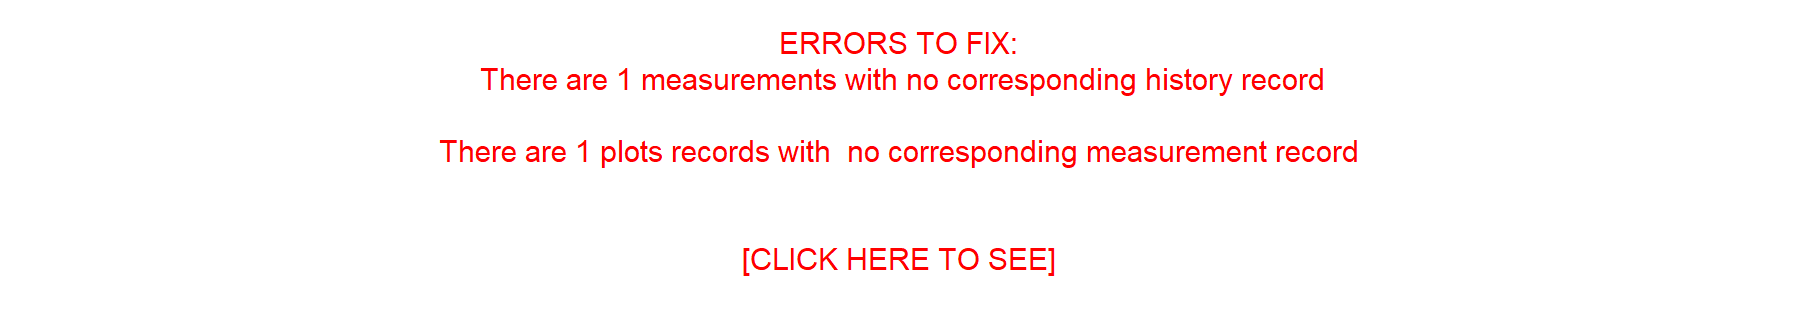 ERRORS TO FIX:
There are 1 measurements with no corresponding history record
There are 1 plots records with  no corresponding measurement record
[CLICK HERE TO SEE]